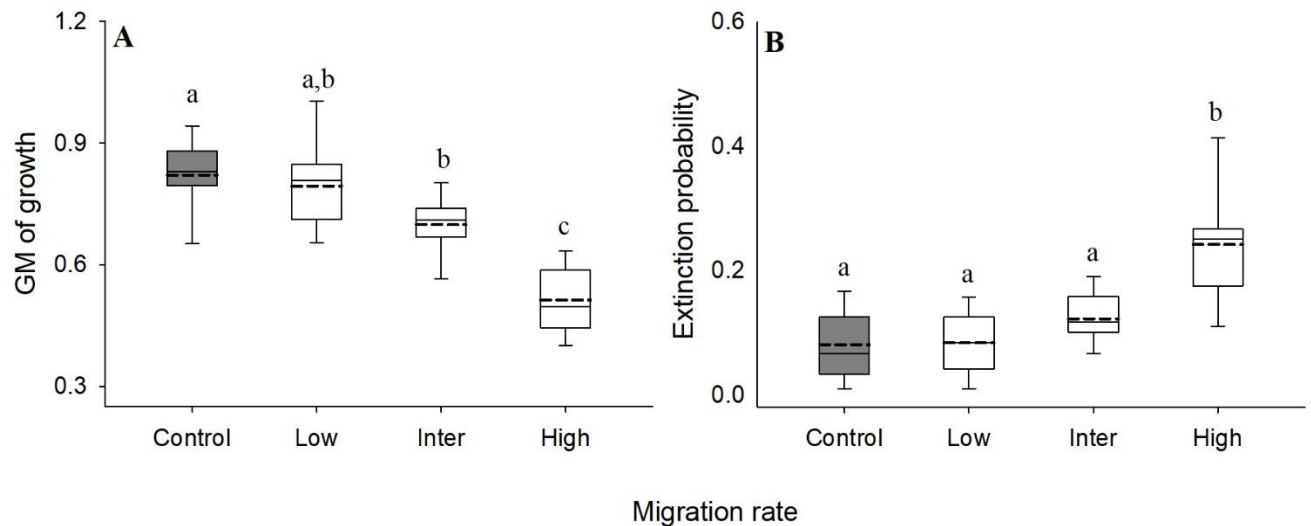 A
GM of growth
1.2
0.9
0.6
0.3
a
a,b
b
c
Control
Low
Inter
High
B
Extinction probability
0.6
0.4
0.2
0.0
a
a
a
b
Control
Low
Inter
High
Migration rate